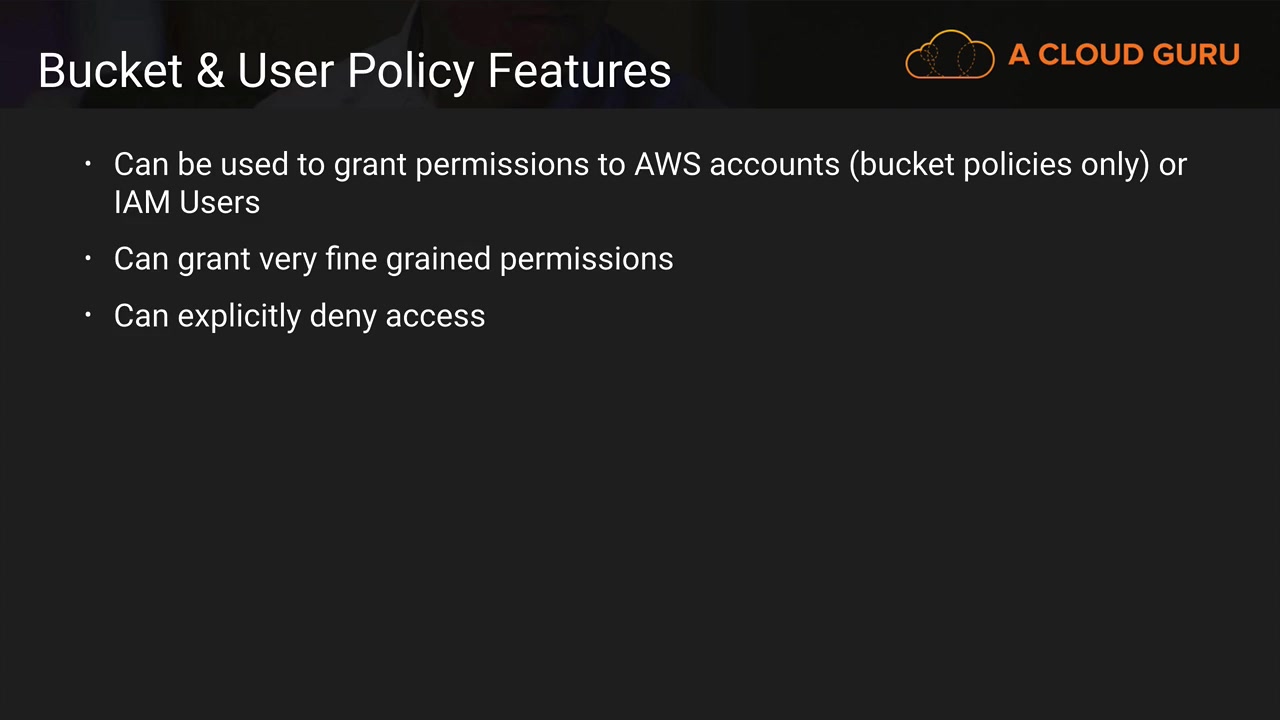 Bucket & User Policy Features
A CLOUD GURU
· Can be used to grant permissions to AWS accounts (bucket policies only) or
IAM Users
· Can grant very fine grained permissions
· Can explicitly deny access